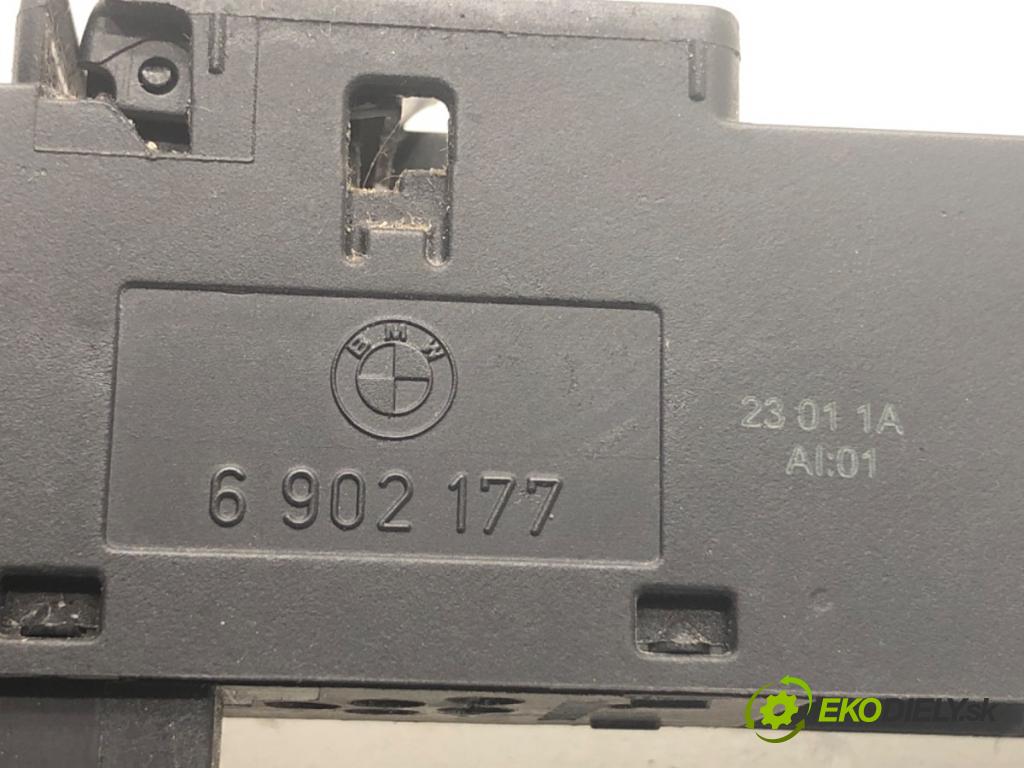 BMW
6 902 177
23 01 1A
AI:01
EKODIELY.sk